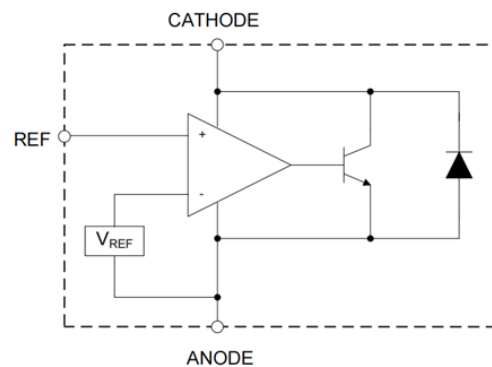 CATHODE
REF
+
-
VREF
ANODE